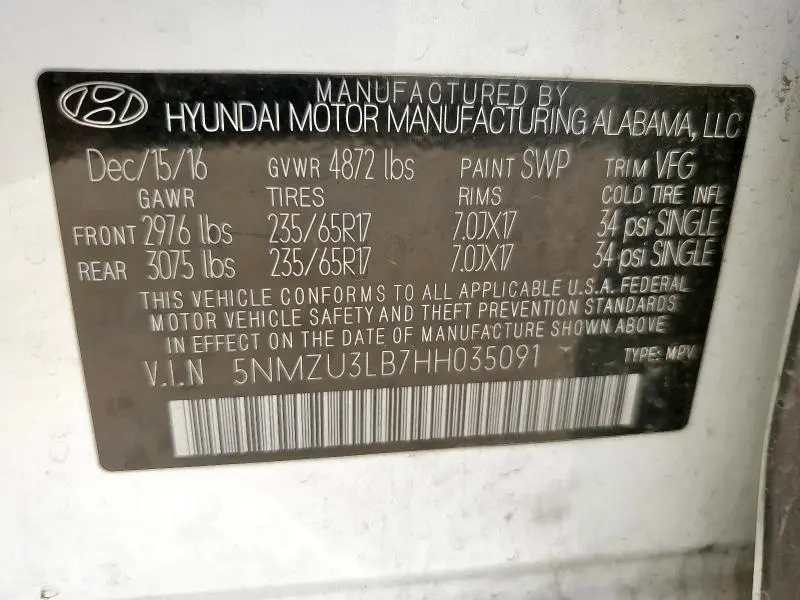 MANUFACTURED BY
HYUNDAI MOTOR MANUFACTURING ALABAMA, LLC
Dec/15/16 GVWR 4872 lbs PAINT SWP TRIM VFG
GAWR TIRES RIMS COLD TIRE INFL
FRONT 2976 lbs 235/65R17 7.0JX17 34 psi SINGLE
REAR 3075 lbs 235/65R17 7.0JX17 34 psi SINGLE
THIS VEHICLE CONFORMS TO ALL APPLICABLE U.S.A. FEDERAL
MOTOR VEHICLE SAFETY AND THEFT PREVENTION STANDARDS
IN EFFECT ON THE DATE OF MANUFACTURE SHOWN ABOVE
V.I.N 5NMZU3LB7HH035091 TYPE: MPV